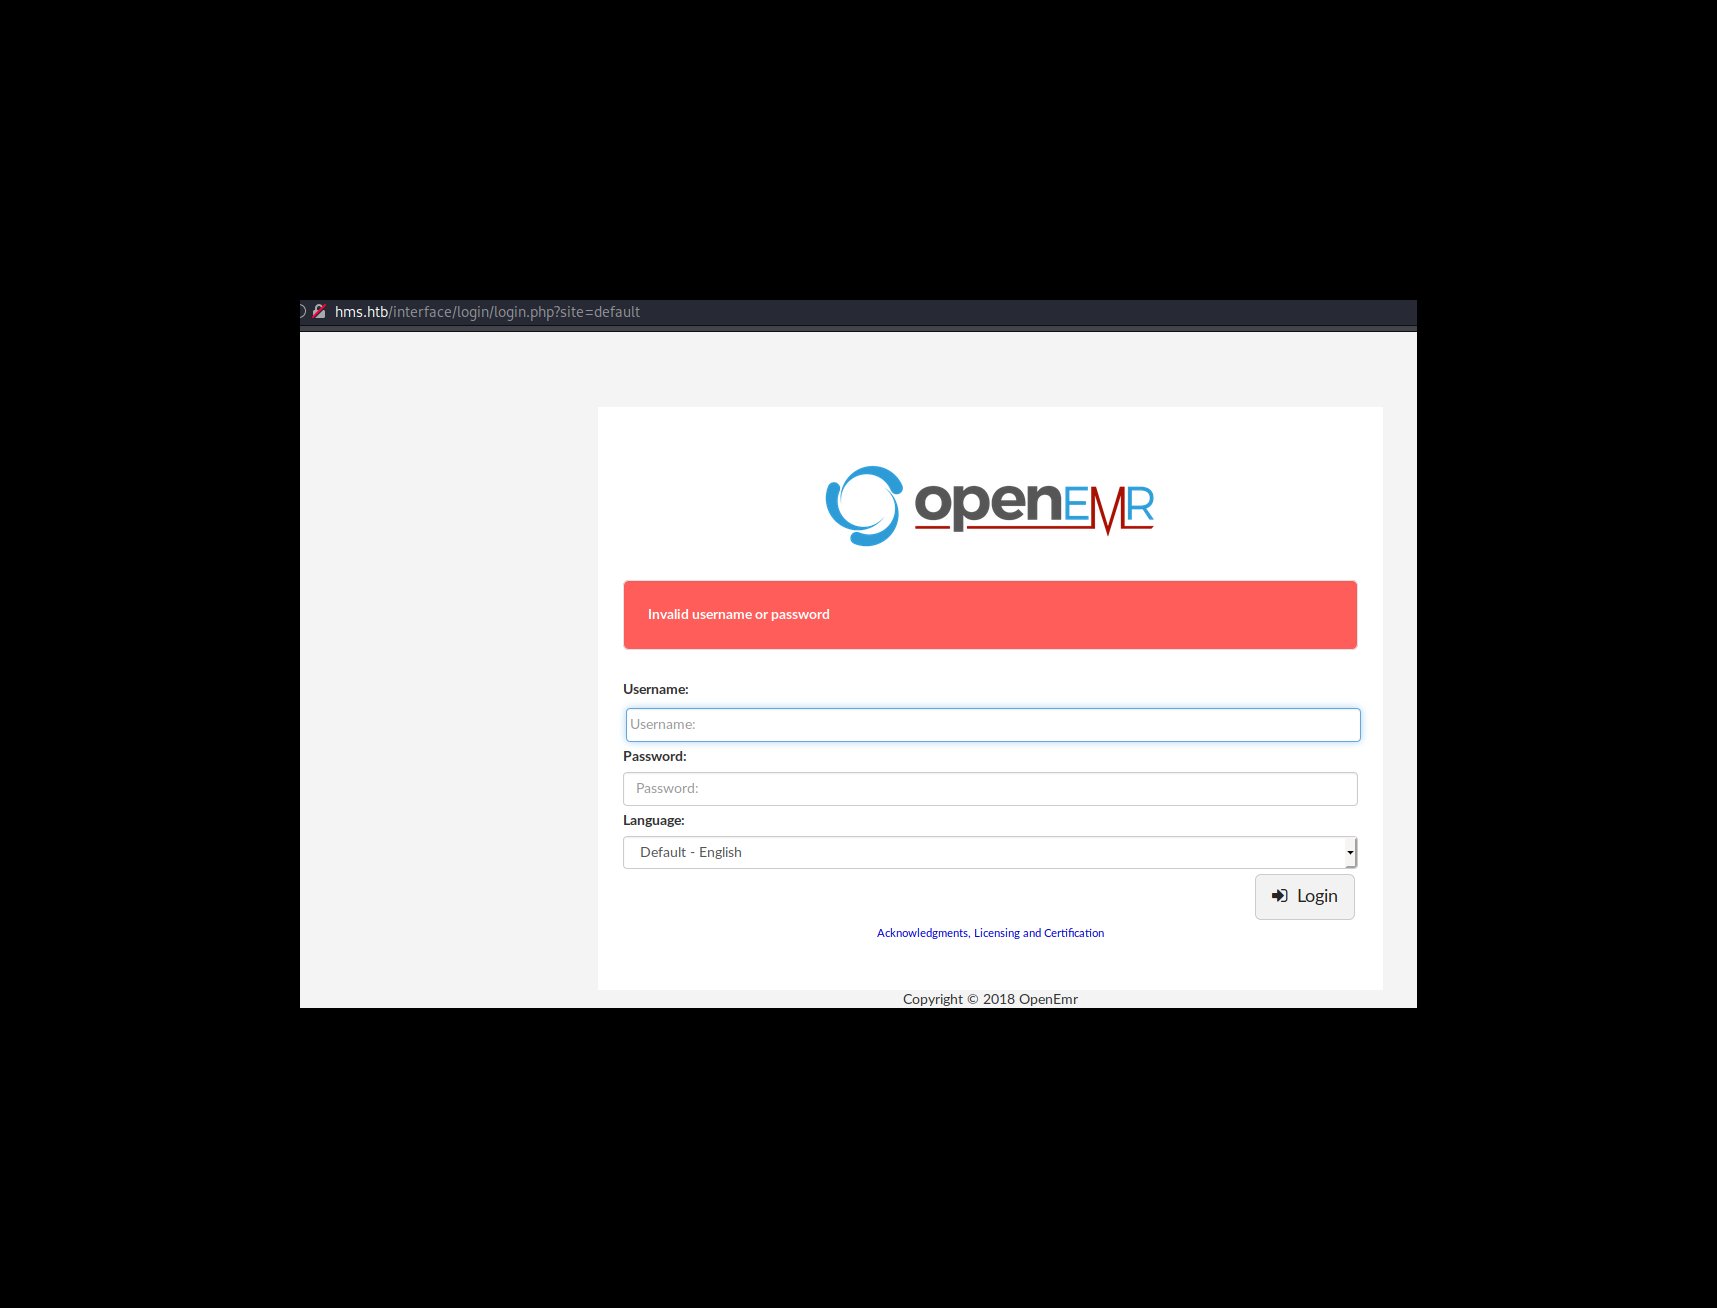 hms.htb/interface/login/login.php?site=default
openEMR
Invalid username or password
Username:
Username:
Password:
Password:
Language:
Default - English
Login
Acknowledgments, Licensing and Certification
Copyright © 2018 OpenEmr